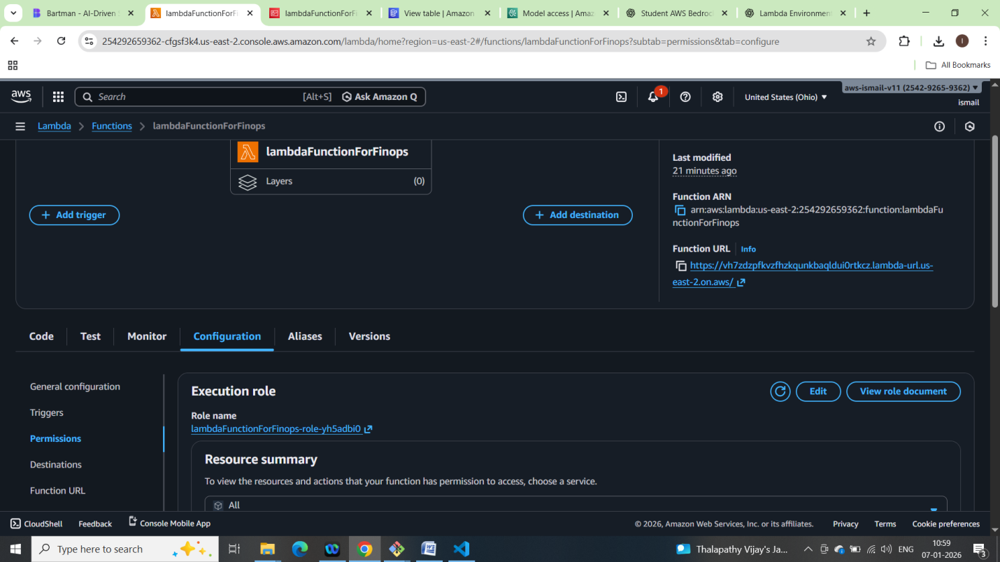 Bartman - AI-Driven S
lambdaFunctionForFi
lambdaFunctionForFi
View table | Amazon
Model access | Amaz
Student AWS Bedroc
Lambda Environmen
254292659362-cfgsf3k4.us-east-2.console.aws.amazon.com/lambda/home?region=us-east-2#/functions/lambdaFunctionForFinops?subtab=permissions&tab=configure
I
All Bookmarks
aws
Search
[Alt+S]
Ask Amazon Q
1
United States (Ohio)
aws-ismail-v11 (2542-9265-9362)
ismail
Lambda
Functions
lambdaFunctionForFinops
lambdaFunctionForFinops
Layers
(0)
Add trigger
Add destination
Last modified
21 minutes ago
Function ARN
arn:aws:lambda:us-east-2:254292659362:function:lambdaFu
nctionForFinops
Function URL
Info
https://vh7zdzpfkvzfhzkqunkbaqldui0rtkcz.lambda-url.us-
east-2.on.aws/
Code
Test
Monitor
Configuration
Aliases
Versions
General configuration
Triggers
Permissions
Destinations
Function URL
Execution role
Edit
View role document
Role name
lambdaFunctionForFinops-role-yh5adbi0
Resource summary
To view the resources and actions that your function has permission to access, choose a service.
All
CloudShell
Feedback
Console Mobile App
© 2026, Amazon Web Services, Inc. or its affiliates.
Privacy
Terms
Cookie preferences
Type here to search
Thalapathy Vijay's Ja...
ENG
10:59
07-01-2026
3